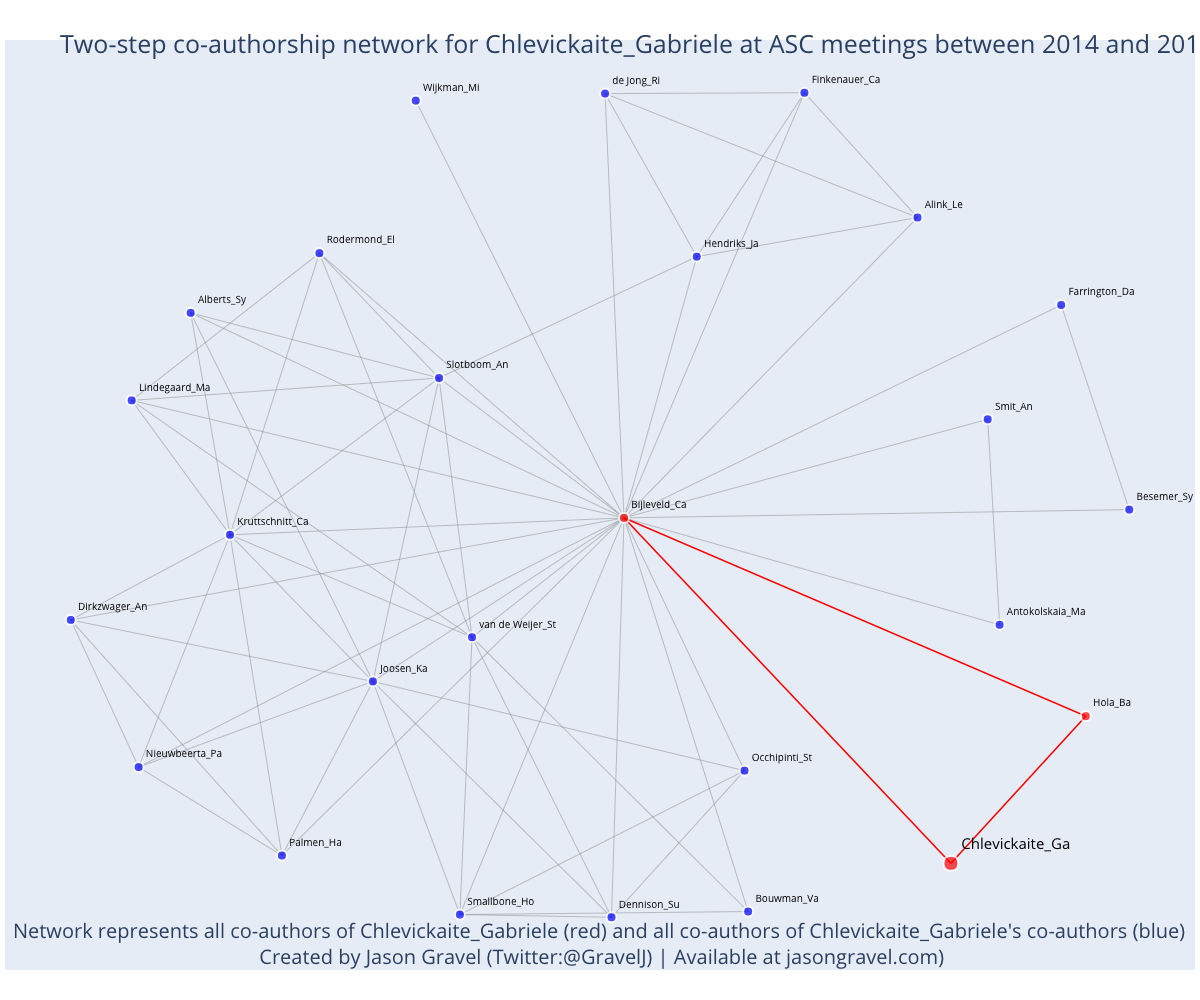 Two-step co-authorship network for Chlevickaite_Gabriele at ASC meetings between 2014 and 201
Wijkman_Mi
de Jong_Ri
Finkenauer_Ca
Alink_Le
Rodermond_El
Hendriks_Ja
Farrington_Da
Alberts_Sy
Slotboom_An
Lindegaard_Ma
Smit_An
Besemer_Sy
Bijleveld_Ca
Kruttschnitt_Ca
Dirkzwager_An
Antokolskaia_Ma
van de Weijer_St
Joosen_Ka
Hola_Ba
Nieuwbeerta_Pa
Occhipinti_St
Palmen_Ha
Chlevickaite_Ga
Smallbone_Ho
Dennison_Su
Bouwman_Va
Network represents all co-authors of Chlevickaite_Gabriele (red) and all co-authors of Chlevickaite_Gabriele's co-authors (blue)
Created by Jason Gravel (Twitter:@GravelJ) | Available at jasongravel.com)